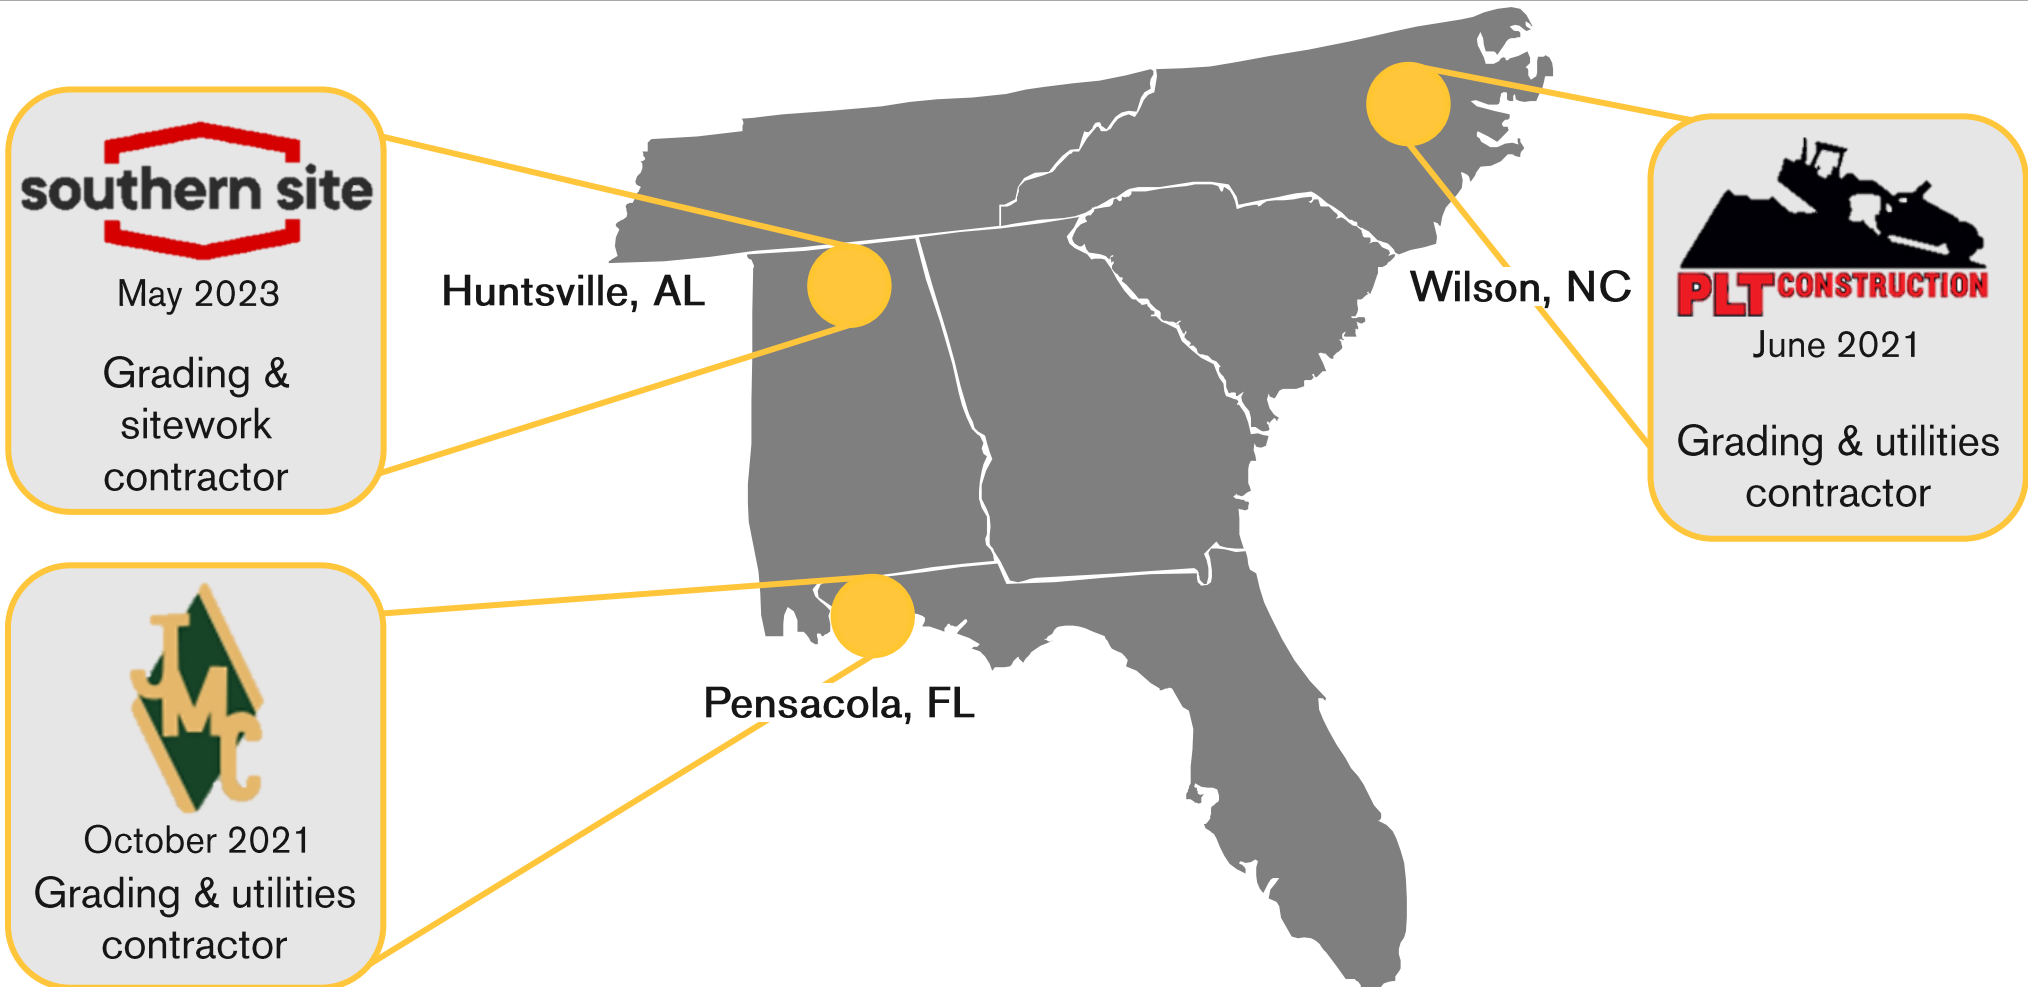 southern site
May 2023
Grading &
sitework
contractor
Huntsville, AL
JMC
October 2021
Grading & utilities
contractor
Pensacola, FL
Wilson, NC
PLT CONSTRUCTION
June 2021
Grading & utilities
contractor